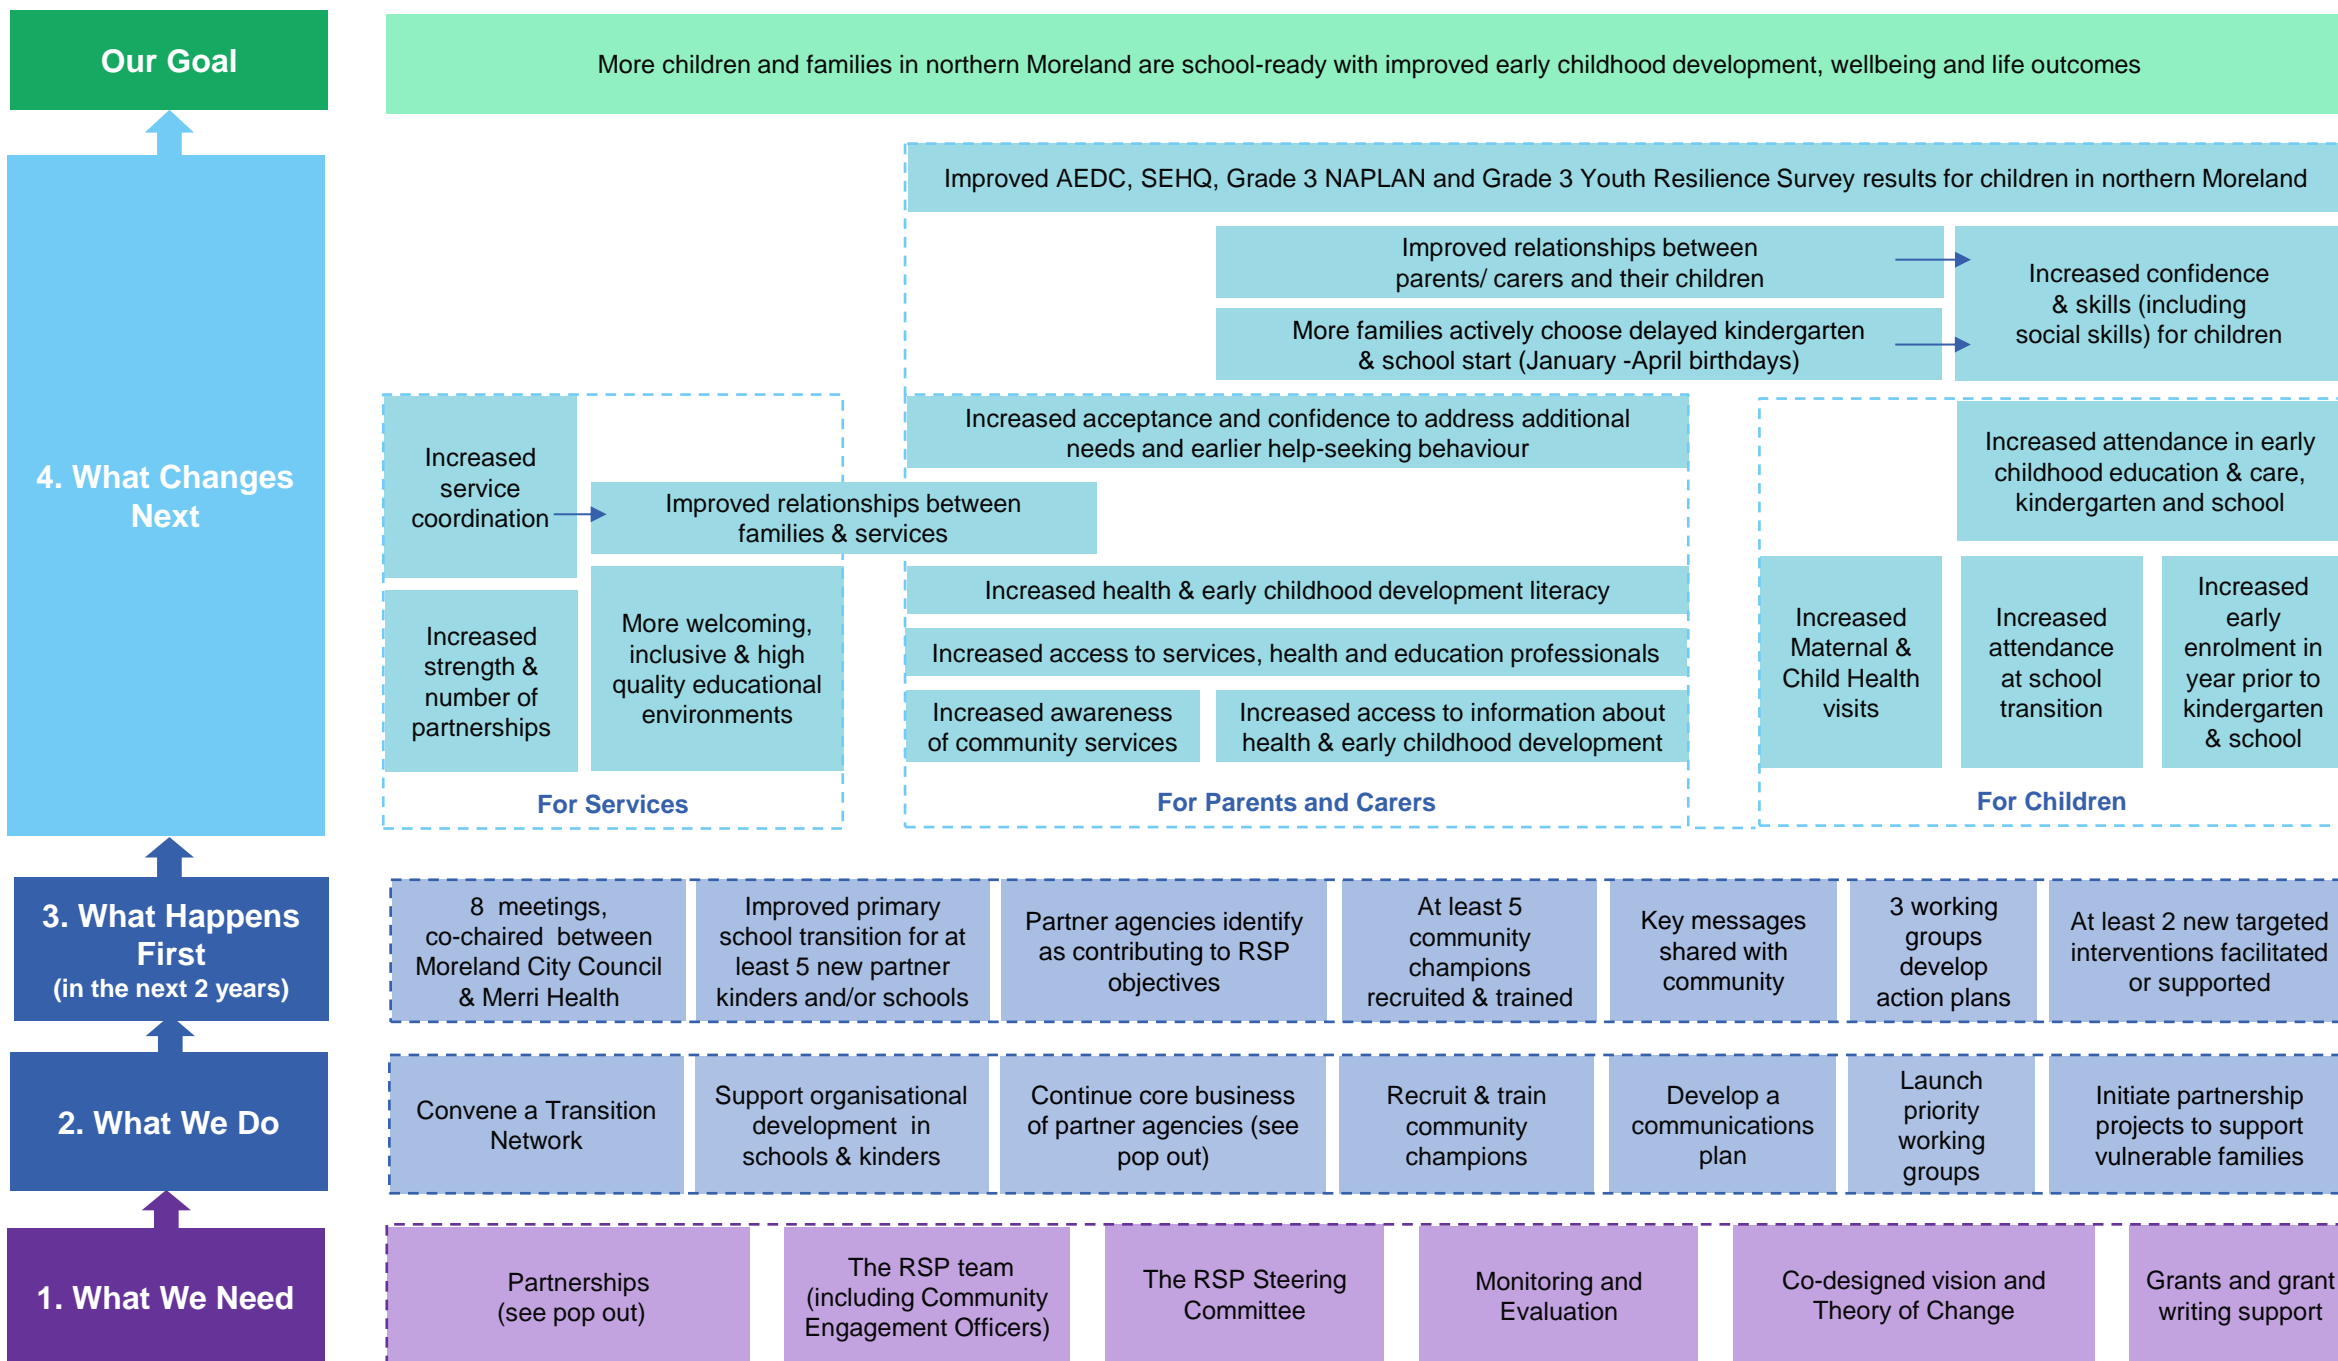 Our Goal
More children and families in northern Moreland are school-ready with improved early childhood development, wellbeing and life outcomes
4. What Changes
Next
Improved AEDC, SEHQ, Grade 3 NAPLAN and Grade 3 Youth Resilience Survey results for children in northern Moreland
Improved relationships between
parents/ carers and their children
More families actively choose delayed kindergarten
& school start (January -April birthdays)
Increased confidence
& skills (including
social skills) for children
Increased
service
coordination
Improved relationships between
families & services
Increased
strength &
number of
partnerships
More welcoming,
inclusive & high
quality educational
environments
For Services
Increased acceptance and confidence to address additional
needs and earlier help-seeking behaviour
Increased health & early childhood development literacy
Increased access to services, health and education professionals
Increased awareness
of community services
Increased access to information about
health & early childhood development
For Parents and Carers
Increased attendance in early
childhood education & care,
kindergarten and school
Increased
Maternal &
Child Health
visits
Increased
attendance
at school
transition
Increased
early
enrolment in
year prior to
kindergarten
& school
For Children
3. What Happens
First
(in the next 2 years)
8 meetings,
co-chaired between
Moreland City Council
& Merri Health
Improved primary
school transition for at
least 5 new partner
kinders and/or schools
Partner agencies identify
as contributing to RSP
objectives
At least 5
community
champions
recruited & trained
Key messages
shared with
community
3 working
groups
develop
action plans
At least 2 new targeted
interventions facilitated
or supported
2. What We Do
Convene a Transition
Network
Support organisational
development in
schools & kinders
Continue core business
of partner agencies (see
pop out)
Recruit & train
community
champions
Develop a
communications
plan
Launch
priority
working
groups
Initiate partnership
projects to support
vulnerable families
1. What We Need
Partnerships
(see pop out)
The RSP team
(including Community
Engagement Officers)
The RSP Steering
Committee
Monitoring and
Evaluation
Co-designed vision and
Theory of Change
Grants and grant
writing support